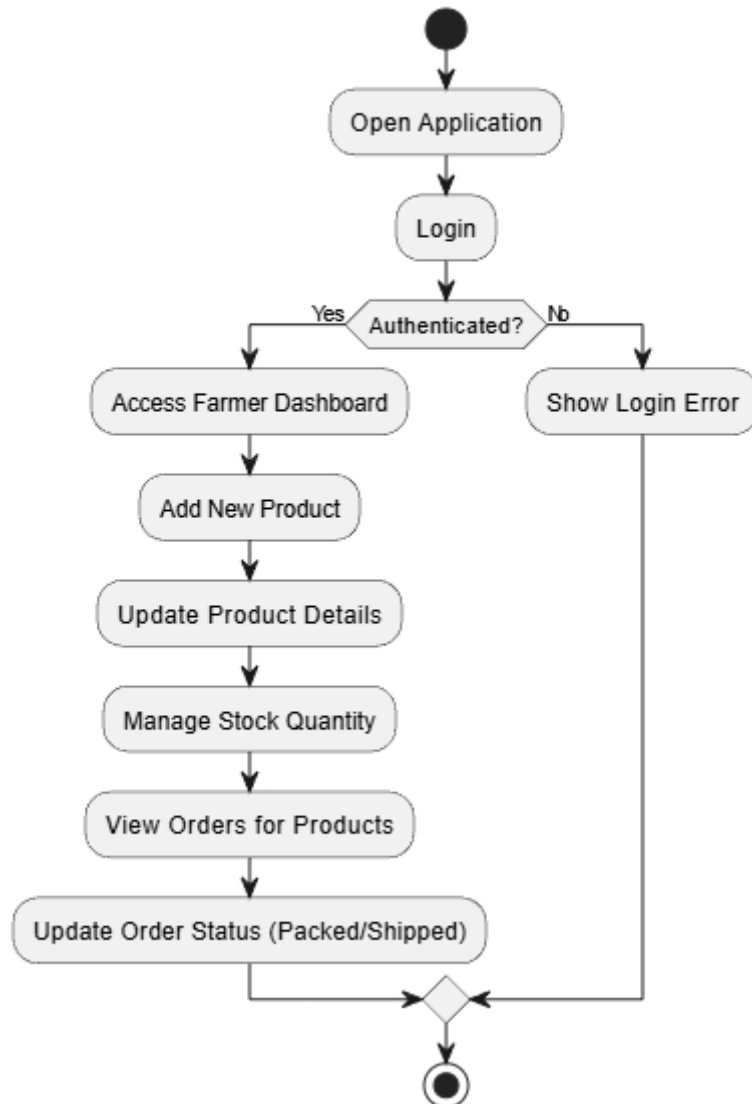 Open Application
Login
Yes
Authenticated?
No
Access Farmer Dashboard
Show Login Error
Add New Product
Update Product Details
Manage Stock Quantity
View Orders for Products
Update Order Status (Packed/Shipped)